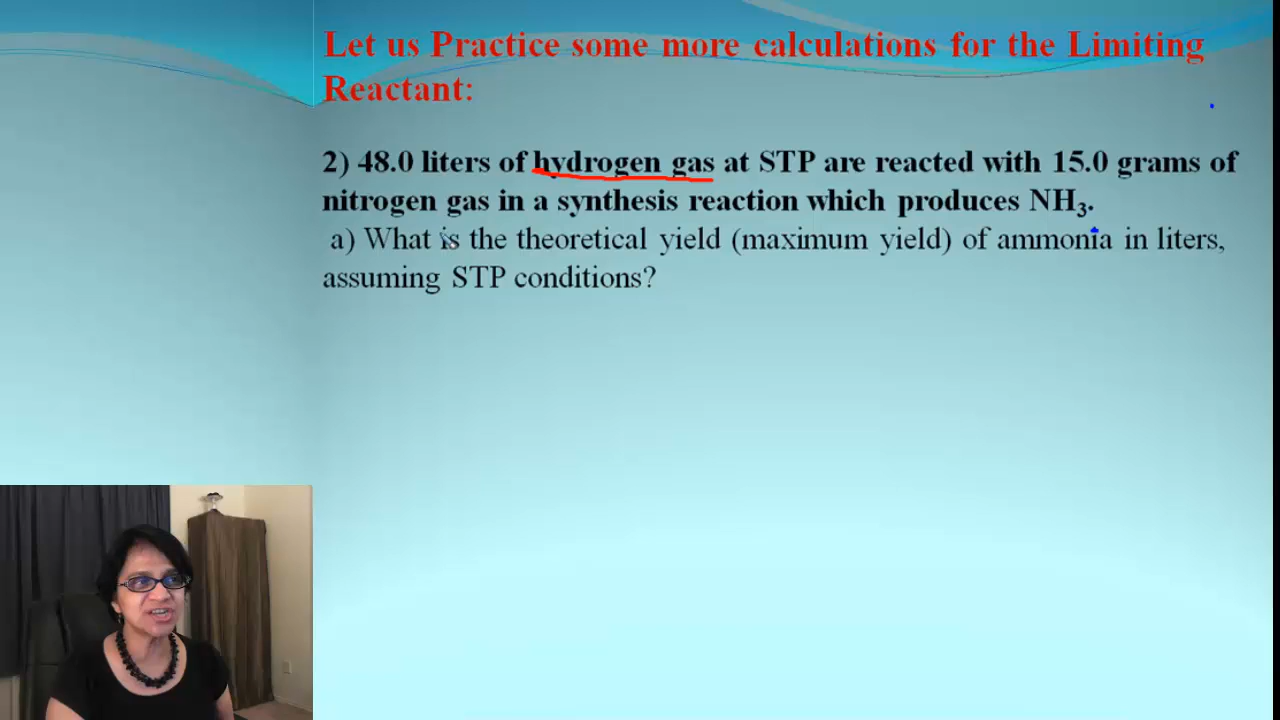 Let us Practice some more calculations for the Limiting
Reactant:
2) 48.0 liters of hydrogen gas at STP are reacted with 15.0 grams of
nitrogen gas in a synthesis reaction which produces NH₃.
a) What is the theoretical yield (maximum yield) of ammonia in liters,
assuming STP conditions?